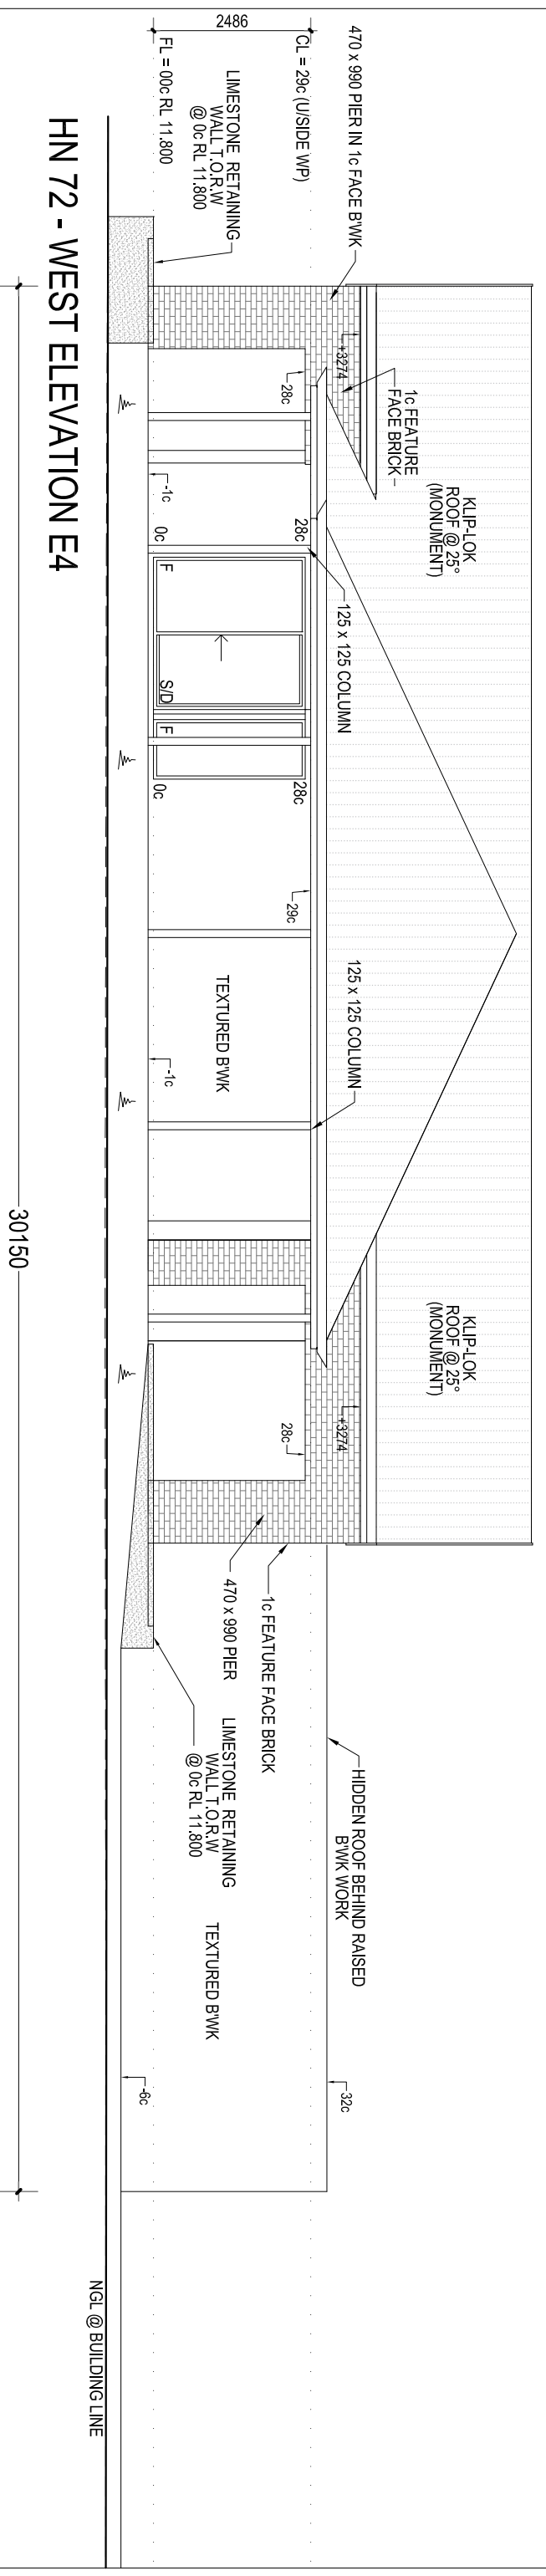 KLIP-LOK
ROOF @ 25°
(MONUMENT)
KLIP-LOK
ROOF @ 25°
(MONUMENT)
1c FEATURE
FACE BRICK
470 x 990 PIER IN 1c FACE B'WK
+3274
+3274
125 x 125 COLUMN
125 x 125 COLUMN
HIDDEN ROOF BEHIND RAISED
B'WK WORK
32c
CL = 29c (U/SIDE WP)
2486
28c
28c
28c
29c
28c
1c FEATURE FACE BRICK
470 x 990 PIER
LIMESTONE RETAINING
WALL T.O.R.W
@ 0c RL 11.800
TEXTURED B'WK
LIMESTONE RETAINING
WALL T.O.R.W
@ 0c RL 11.800
TEXTURED B'WK
F
S/D
F
FL = 00c RL 11.800
-1c
0c
0c
-1c
-6c
NGL @ BUILDING LINE
HN 72 - WEST ELEVATION E4
30150